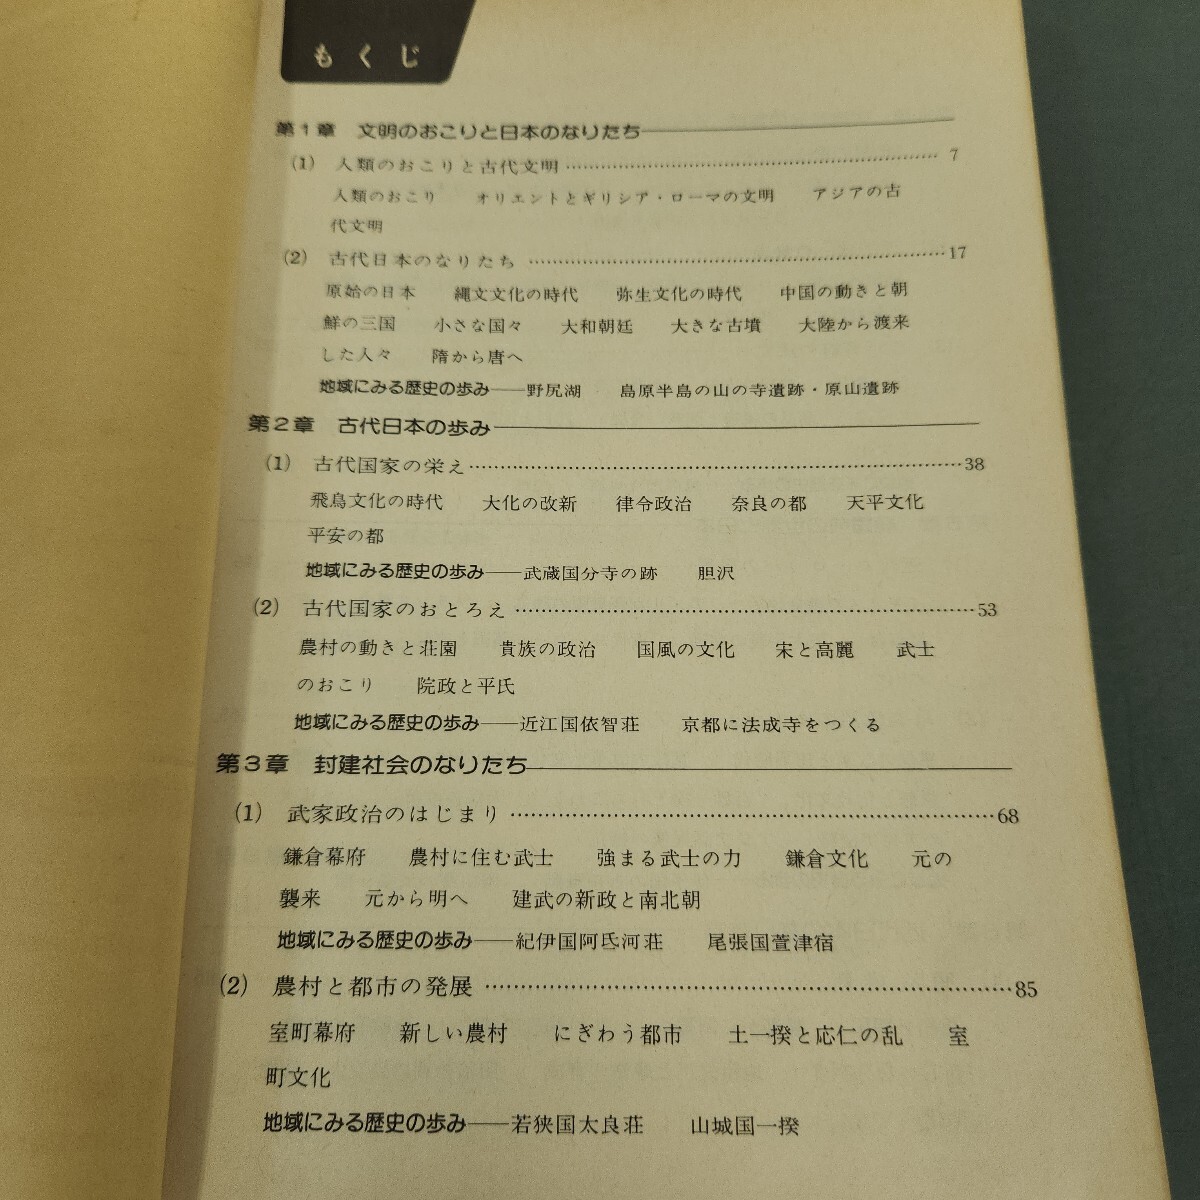 もくじ
第1章 文明のおこりと日本のなりたち
(1) 人類のおこりと古代文明……7
人類のおこり オリエントとギリシア・ローマの文明 アジアの古
代文明
(2) 古代日本のなりたち……17
原始の日本 縄文文化の時代 弥生文化の時代 中国の動きと朝
鮮の三国 小さな国々 大和朝廷 大きな古墳 大陸から渡来
した人々 隋から唐へ
地域にみる歴史の歩み――野尻湖 島原半島の山の寺遺跡・原山遺跡
第2章 古代日本の歩み
(1) 古代国家の栄え……38
飛鳥文化の時代 大化の改新 律令政治 奈良の都 天平文化
平安の都
地域にみる歴史の歩み――武蔵国分寺の跡 胆沢
(2) 古代国家のおとろえ……53
農村の動きと荘園 貴族の政治 国風の文化 宋と高麗 武士
のおこり 院政と平氏
地域にみる歴史の歩み――近江国依智荘 京都に法成寺をつくる
第3章 封建社会のなりたち
(1) 武家政治のはじまり……68
鎌倉幕府 農村に住む武士 強まる武士の力 鎌倉文化 元の
襲来 元から明へ 建武の新政と南北朝
地域にみる歴史の歩み――紀伊国阿氐河荘 尾張国萱津宿
(2) 農村と都市の発展……85
室町幕府 新しい農村 にぎわう都市 土一揆と応仁の乱 室
町文化
地域にみる歴史の歩み――若狭国太良荘 山城国一揆